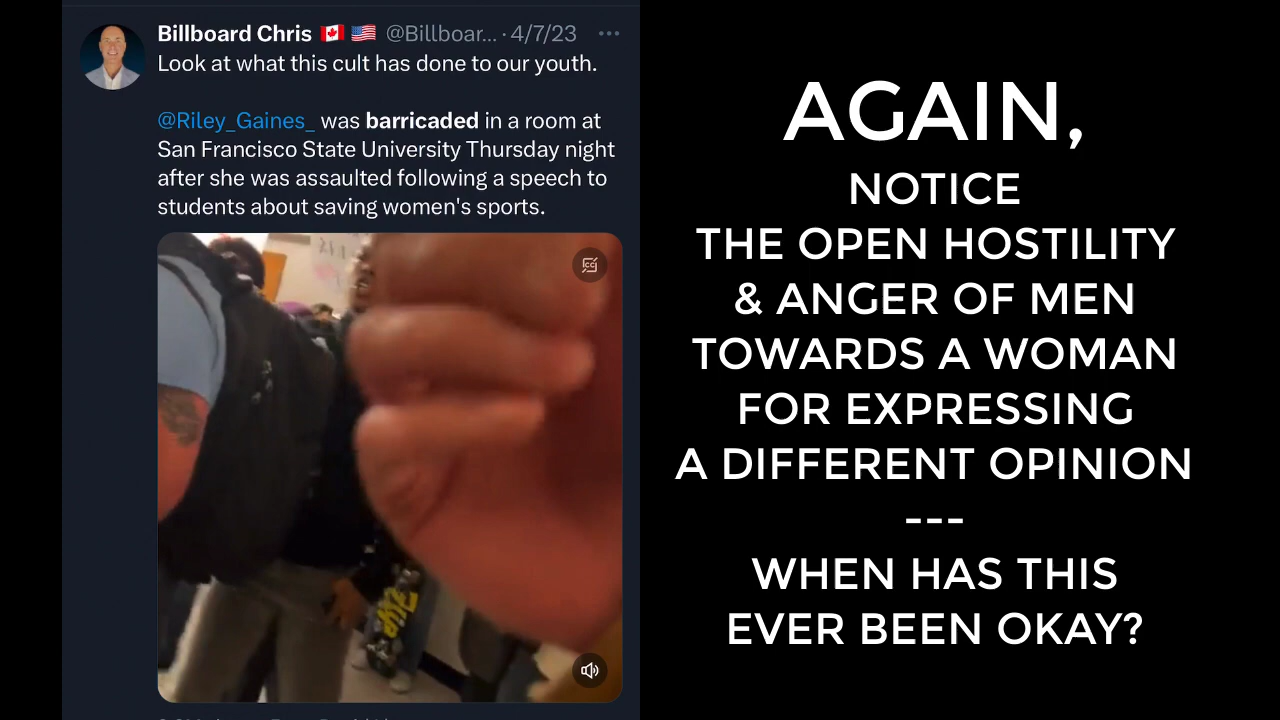 Billboard Chris 🇨🇦 🇺🇸 @Billboar... · 4/7/23 ···
Look at what this cult has done to our youth.
@Riley_Gaines_ was barricaded in a room at
San Francisco State University Thursday night
after she was assaulted following a speech to
students about saving women's sports.
CC
AGAIN,
NOTICE
THE OPEN HOSTILITY
& ANGER OF MEN
TOWARDS A WOMAN
FOR EXPRESSING
A DIFFERENT OPINION
---
WHEN HAS THIS
EVER BEEN OKAY?